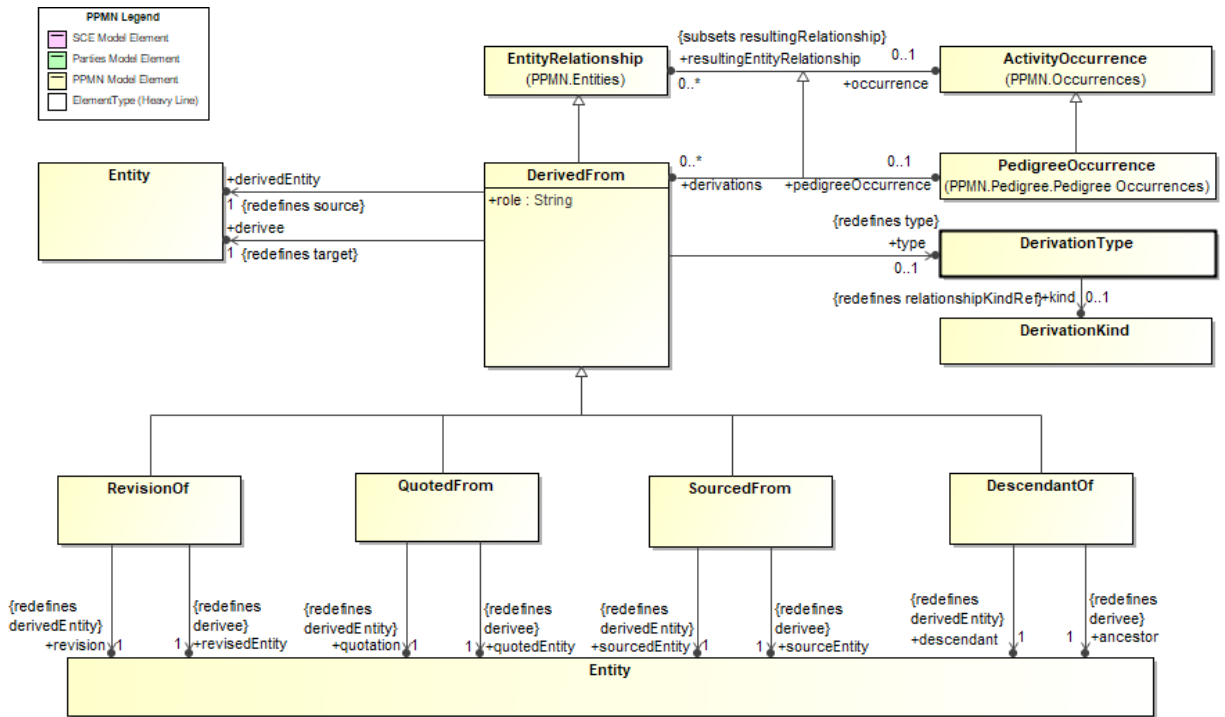 PPMN Legend
SCE Model Element
Parties Model Element
PPMN Model Element
ElementType (Heavy Line)
EntityRelationship
(PPMN.Entities)
{subsets resultingRelationship}
+resultingEntityRelationship
0..1
0..*
+occurrence
ActivityOccurrence
(PPMN.Occurrences)
Entity
+derivedEntity
1 {redefines source}
+derivee
1 {redefines target}
DerivedFrom
+role : String
0..*
+derivations
0..1
+pedigreeOccurrence
PedigreeOccurrence
(PPMN.Pedigree.Pedigree Occurrences)
{redefines type}
+type
0..1
DerivationType
{redefines relationshipKindRef}
+kind
0..1
DerivationKind
RevisionOf
QuotedFrom
SourcedFrom
DescendantOf
{redefines
derivedEntity}
+revision
1
{redefines
derivee}
1
+revisedEntity
{redefines
derivedEntity}
+quotation
1
{redefines
derivee}
1
+quotedEntity
{redefines
derivedEntity}
+sourcedEntity
1
{redefines
derivee}
1
+sourceEntity
{redefines
derivedEntity}
+descendant
1
{redefines
derivee}
1
+ancestor
Entity